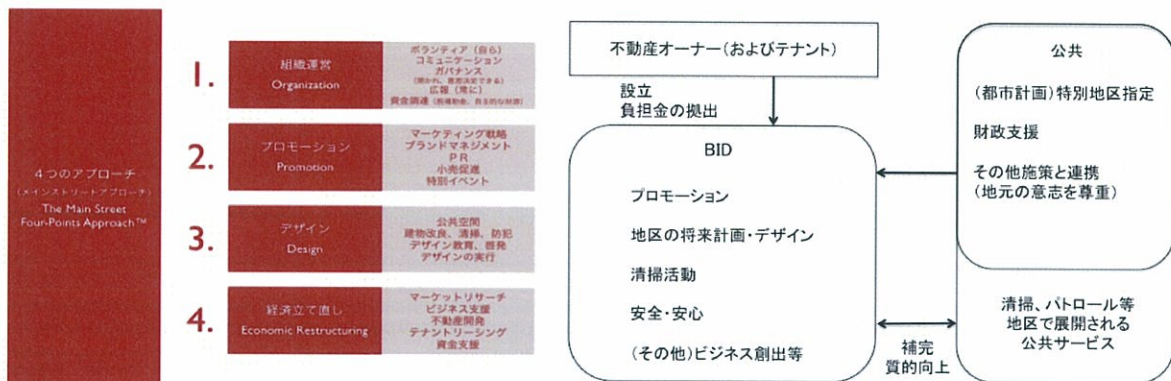 4つのアプローチ
(メインストリートアプローチ)
The Main Street
Four-Points Approach™
1.
組織運営
Organization
ボランティア(自ら)
コミュニケーション
ガバナンス
(開かれ、意思決定できる)
広報(常に)
資金調達
2.
プロモーション
Promotion
マーケティング戦略
ブランドマネジメント
PR
小売促進
特別イベント
3.
デザイン
Design
公共空間
建物改良、清掃、防犯
デザイン教育、啓発
デザインの実行
4.
経済立て直し
Economic Restructuring
マーケットリサーチ
ビジネス支援
不動産開発
テナントリーシング
資金支援
不動産オーナー(およびテナント)
設立
負担金の拠出
BID
プロモーション
地区の将来計画・デザイン
清掃活動
安全・安心
(その他)ビジネス創出等
公共
(都市計画)特別地区指定
財政支援
その他施策と連携
(地元の意志を尊重)
清掃、パトロール等
地区で展開される
公共サービス
補完
質的向上